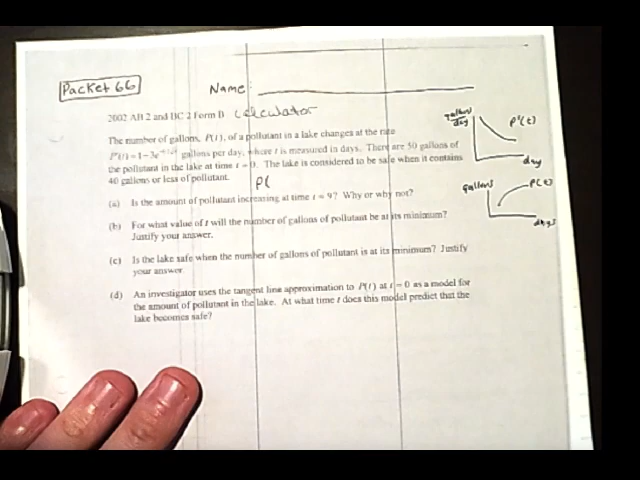 Packet 66
Name:
2002 AB 2 and BC 2 Form B Calculator
The number of gallons, P(t), of a pollutant in a lake changes at the rate
P'(t) = 1 – 3e gallons per day, where t is measured in days. There are 50 gallons of
the pollutant in the lake at time t = 0. The lake is considered to be safe when it contains
40 gallons or less of pollutant.
P(
(a) Is the amount of pollutant increasing at time t = 9? Why or why not?
(b) For what value of t will the number of gallons of pollutant be at its minimum?
Justify your answer.
(c) Is the lake safe when the number of gallons of pollutant is at its minimum? Justify
your answer.
(d) An investigator uses the tangent line approximation to P(t) at t = 0 as a model for
the amount of pollutant in the lake. At what time t does this model predict that the
lake becomes safe?
gallons
day
P'(t)
day
gallons
P(t)
days